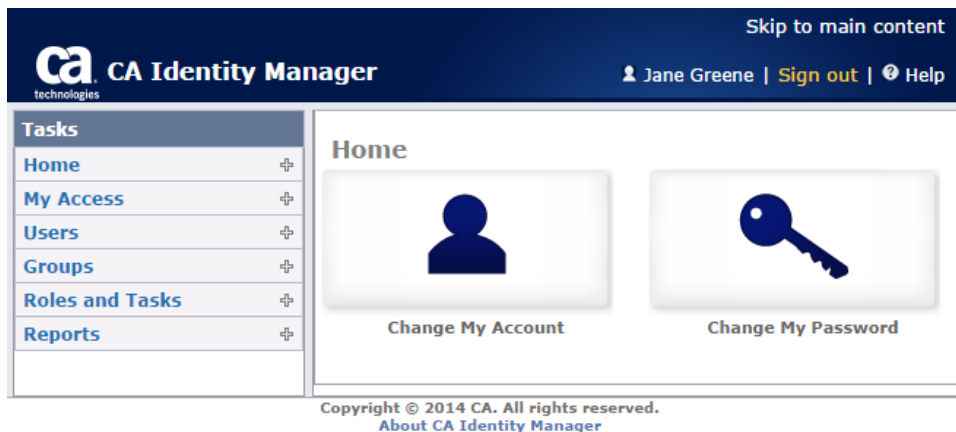 Skip to main content
ca
technologies
CA Identity Manager
Jane Greene | Sign out | ? Help
Tasks
Home
My Access
Users
Groups
Roles and Tasks
Reports
Home
Change My Account
Change My Password
Copyright © 2014 CA. All rights reserved.
About CA Identity Manager